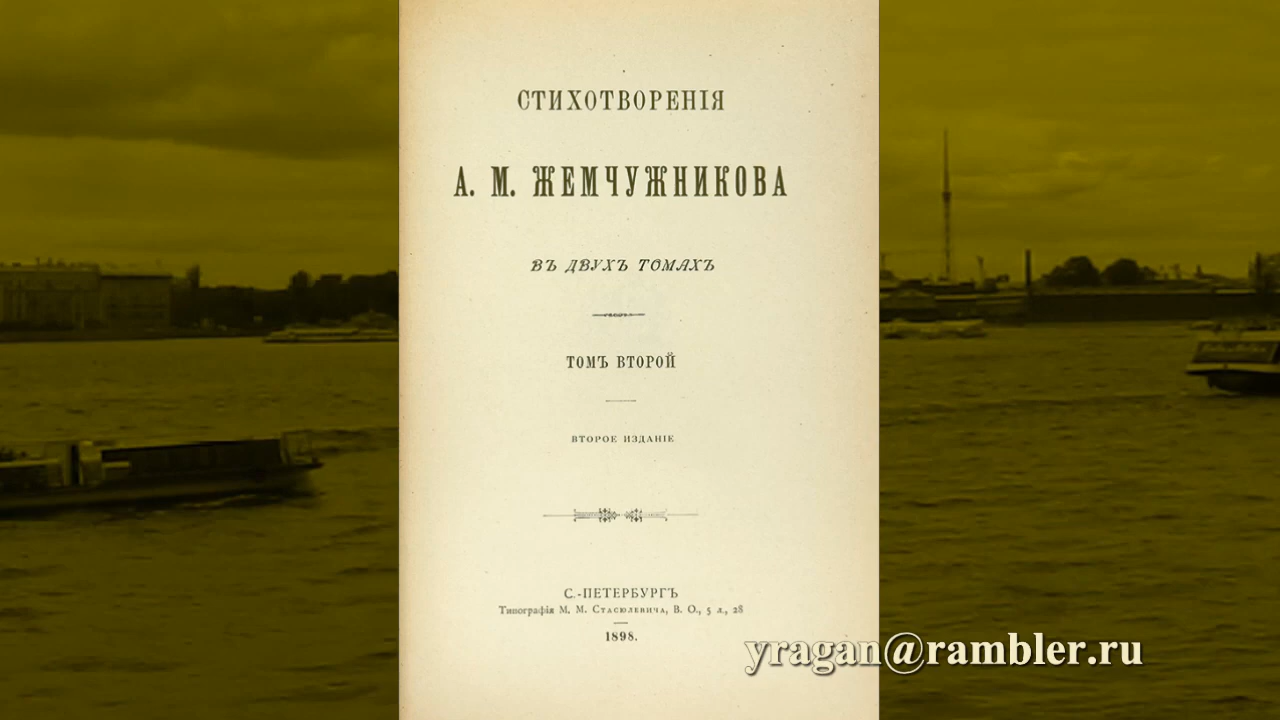 СТИХОТВОРЕНІЯ
А. М. ЖЕМЧУЖНИКОВА
ВЪ ДВУХЪ ТОМАХЪ
ТОМЪ ВТОРОЙ
ВТОРОЕ ИЗДАНІЕ
С.-ПЕТЕРБУРГЪ
Типографія М. М. Стасюлевича, В. О., 5 л., 28
1898.
yragan@rambler.ru